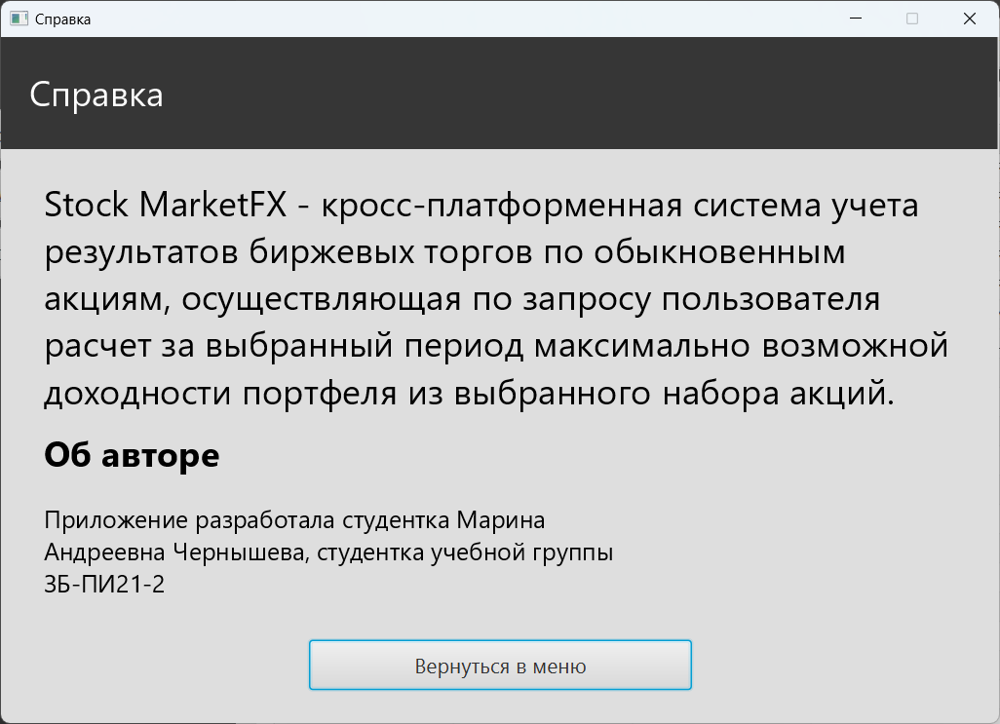 Справка
Справка
Stock MarketFX - кросс-платформенная система учета
результатов биржевых торгов по обыкновенным
акциям, осуществляющая по запросу пользователя
расчет за выбранный период максимально возможной
доходности портфеля из выбранного набора акций.
Об авторе
Приложение разработала студентка Марина
Андреевна Чернышева, студентка учебной группы
ЗБ-ПИ21-2
Вернуться в меню